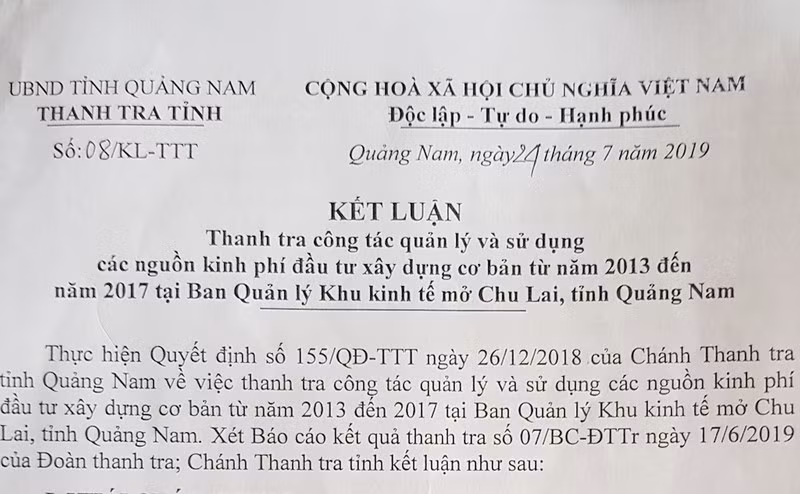 UBND TỈNH QUẢNG NAM
THANH TRA TỈNH
Số:08/KL-TTT
CỘNG HOÀ XÃ HỘI CHỦ NGHĨA VIỆT NAM
Độc lập - Tự do - Hạnh phúc
Quảng Nam, ngày 24 tháng 7 năm 2019
KẾT LUẬN
Thanh tra công tác quản lý và sử dụng
các nguồn kinh phí đầu tư xây dựng cơ bản từ năm 2013 đến
năm 2017 tại Ban Quản lý Khu kinh tế mở Chu Lai, tỉnh Quảng Nam
Thực hiện Quyết định số 155/QĐ-TTT ngày 26/12/2018 của Chánh Thanh tra
tỉnh Quảng Nam về việc thanh tra công tác quản lý và sử dụng các nguồn kinh phí
đầu tư xây dựng cơ bản từ năm 2013 đến 2017 tại Ban Quản lý Khu kinh tế mở Chu
Lai, tỉnh Quảng Nam. Xét Báo cáo kết quả thanh tra số 07/BC-ĐTTr ngày 17/6/2019
của Đoàn thanh tra; Chánh Thanh tra tỉnh kết luận như sau: